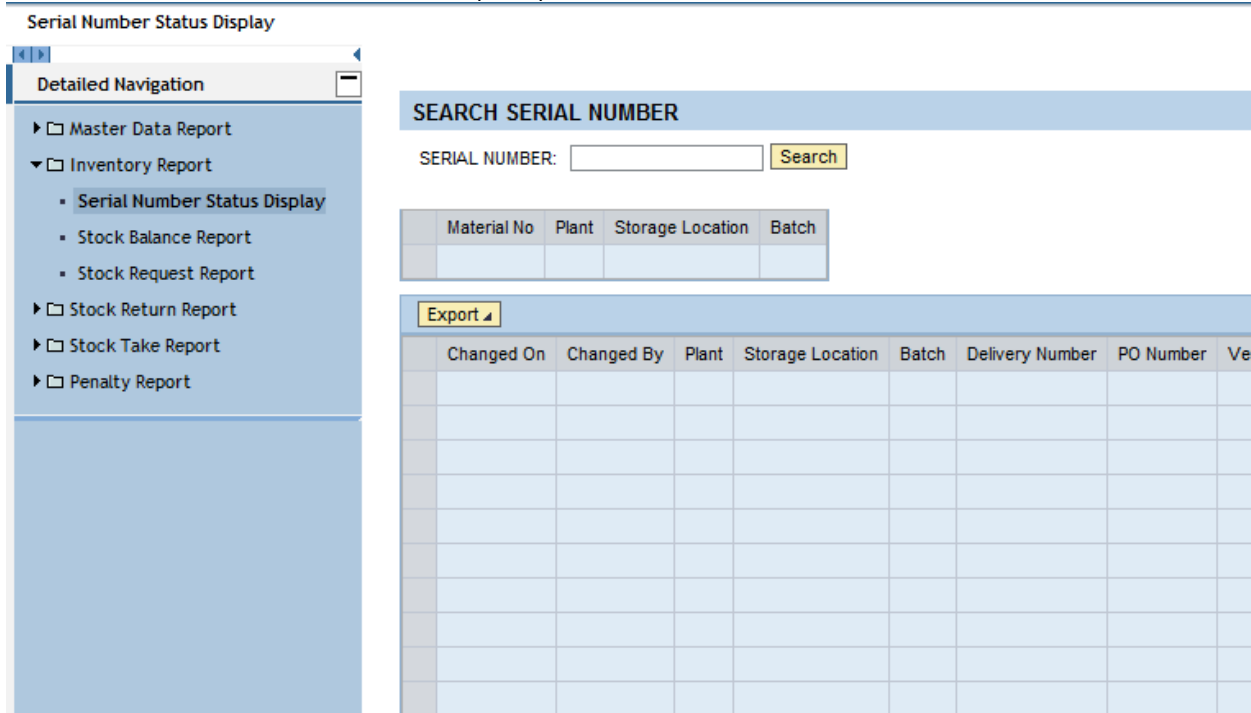 Serial Number Status Display
Detailed Navigation
Master Data Report
Inventory Report
Serial Number Status Display
Stock Balance Report
Stock Request Report
Stock Return Report
Stock Take Report
Penalty Report
SEARCH SERIAL NUMBER
SERIAL NUMBER: Search
Material No Plant Storage Location Batch
Export
Changed On Changed By Plant Storage Location Batch Delivery Number PO Number Ve